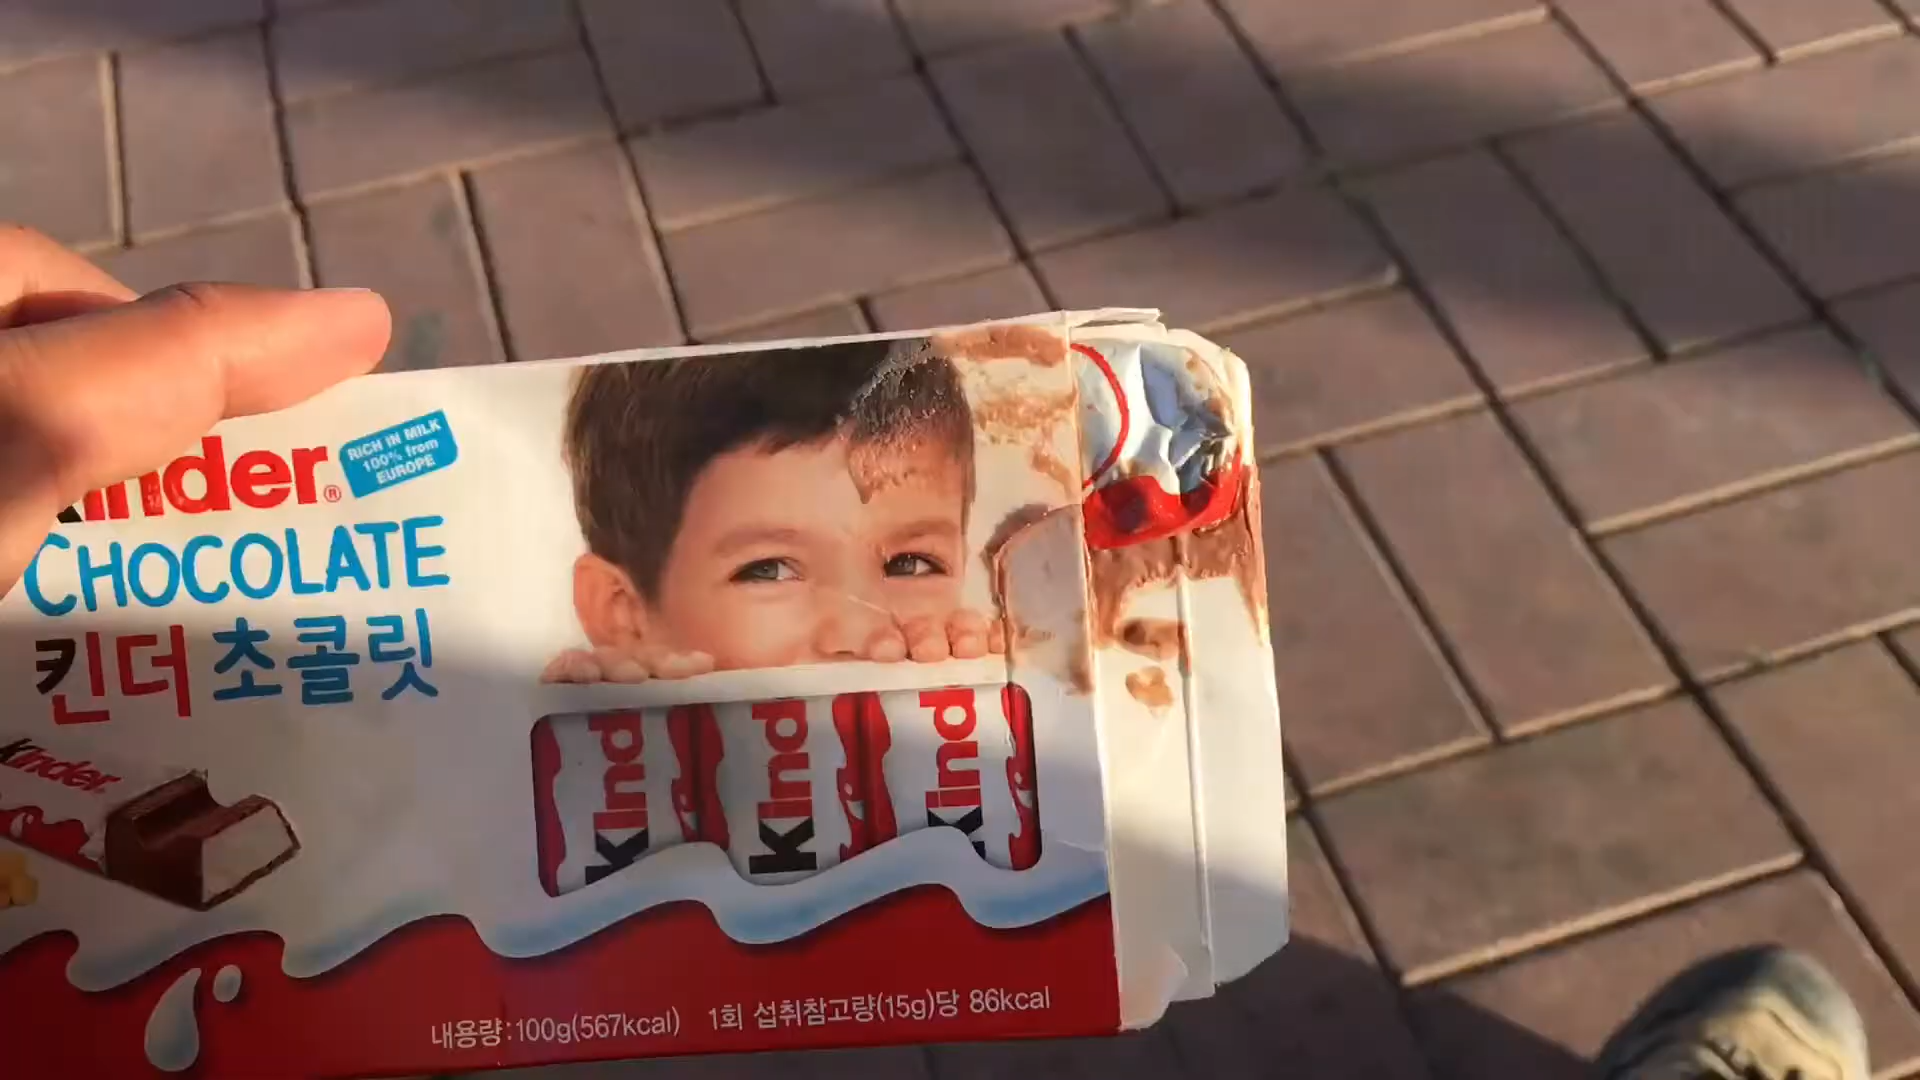 kinder®
RICH IN MILK
100% from
EUROPE
CHOCOLATE
킨더 초콜릿
Kinder
Kind
Kind
Kind
내용량:100g(567kcal) 1회 섭취참고량(15g)당 86kcal